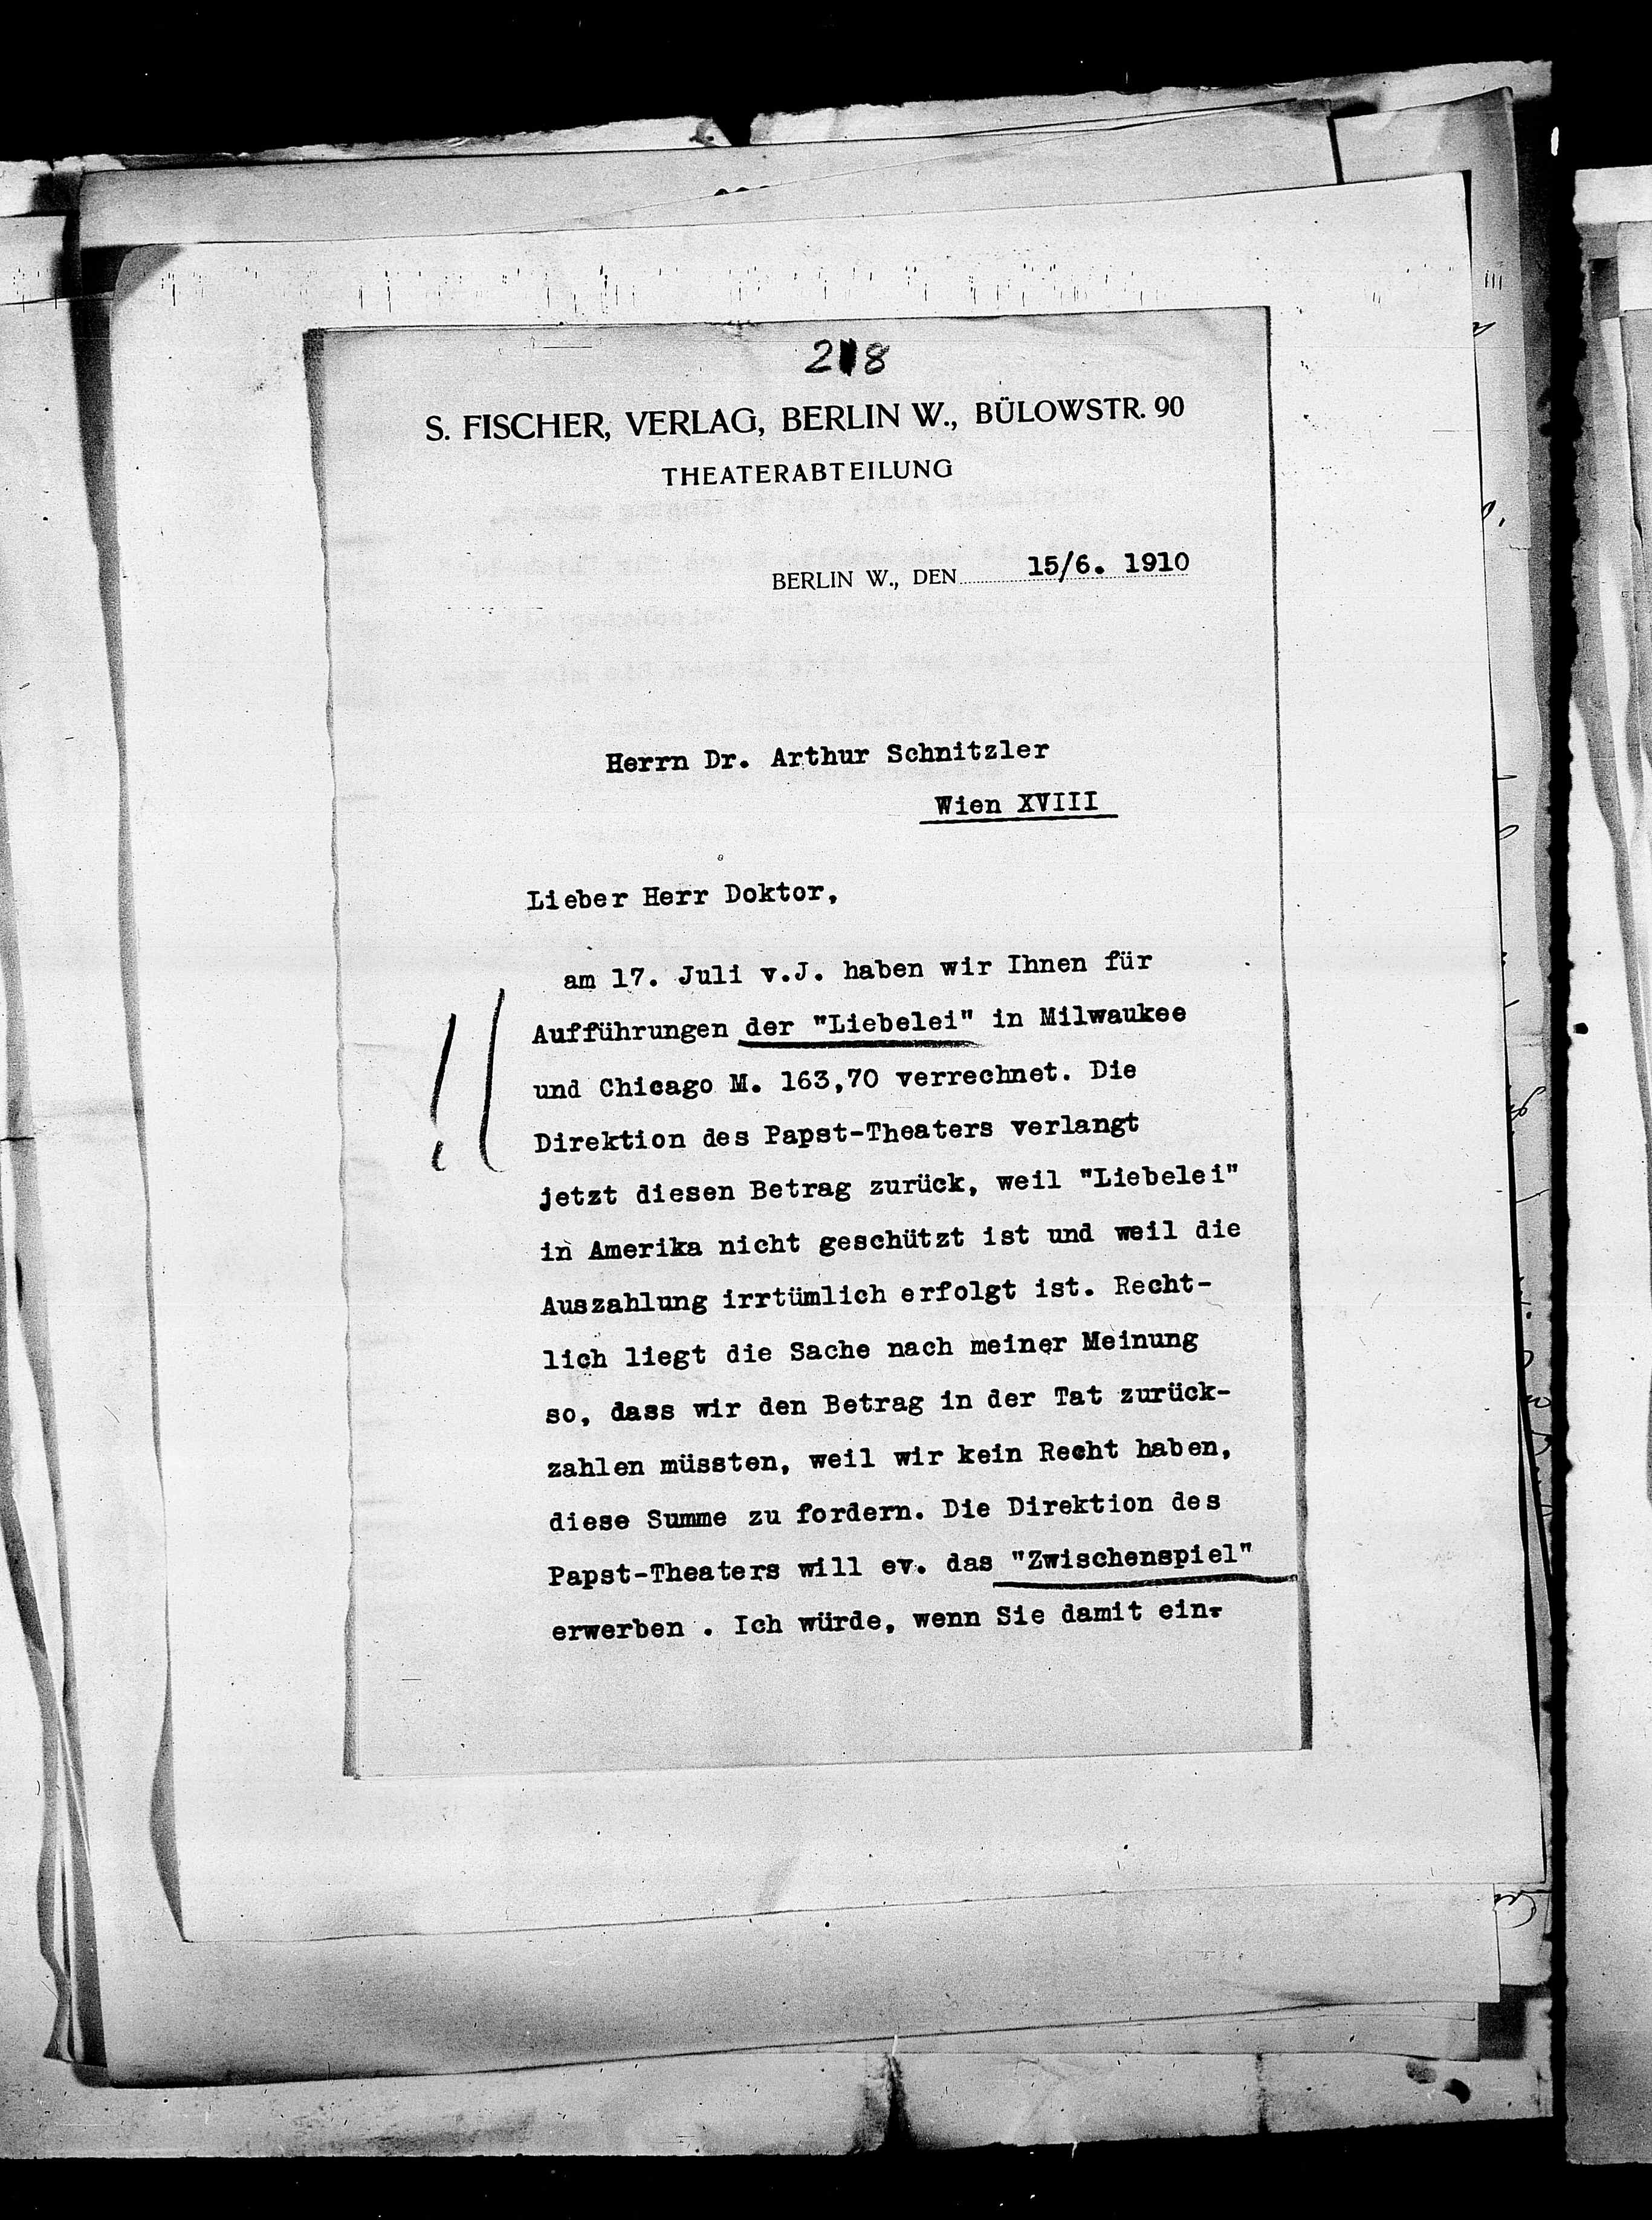 218
S. FISCHER, VERLAG, BERLIN W., BÜLOWSTR. 90
THEATERABTEILUNG
BERLIN W., DEN 15/6. 1910
Herrn Dr. Arthur Schnitzler
Wien XVIII
Lieber Herr Doktor,
am 17. Juli v.J. haben wir Ihnen für
Aufführungen der "Liebelei" in Milwaukee
und Chicago M. 163,70 verrechnet. Die
Direktion des Papst-Theaters verlangt
jetzt diesen Betrag zurück, weil "Liebelei"
in Amerika nicht geschützt ist und weil die
Auszahlung irrtümlich erfolgt ist. Recht-
lich liegt die Sache nach meiner Meinung
so, dass wir den Betrag in der Tat zurück-
zahlen müssten, weil wir kein Recht haben,
diese Summe zu fordern. Die Direktion des
Papst-Theaters will ev. das "Zwischenspiel"
erwerben . Ich würde, wenn Sie damit ein-